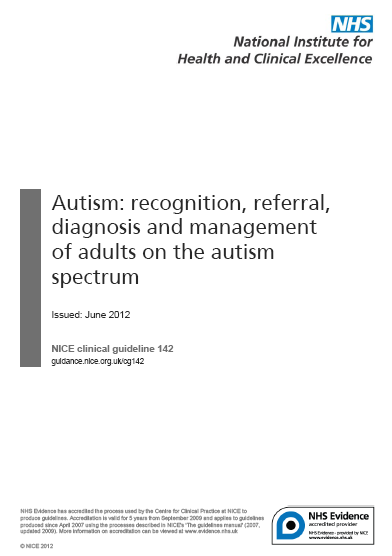 NHS
National Institute for
Health and Clinical Excellence
Autism: recognition, referral,
diagnosis and management
of adults on the autism
spectrum
Issued: June 2012
NICE clinical guideline 142
guidance.nice.org.uk/cg142
NHS Evidence has accredited the process used by the Centre for Clinical Practice at NICE to
produce guidelines. Accreditation is valid for 5 years from September 2009 and applies to guidelines
produced since April 2007 using the processes described in NICE's 'The guidelines manual' (2007,
updated 2009). More information on accreditation can be viewed at www.evidence.nhs.uk
NHS Evidence
accredited provider
NHS Evidence - provided by NICE
www.evidence.nhs.uk
© NICE 2012